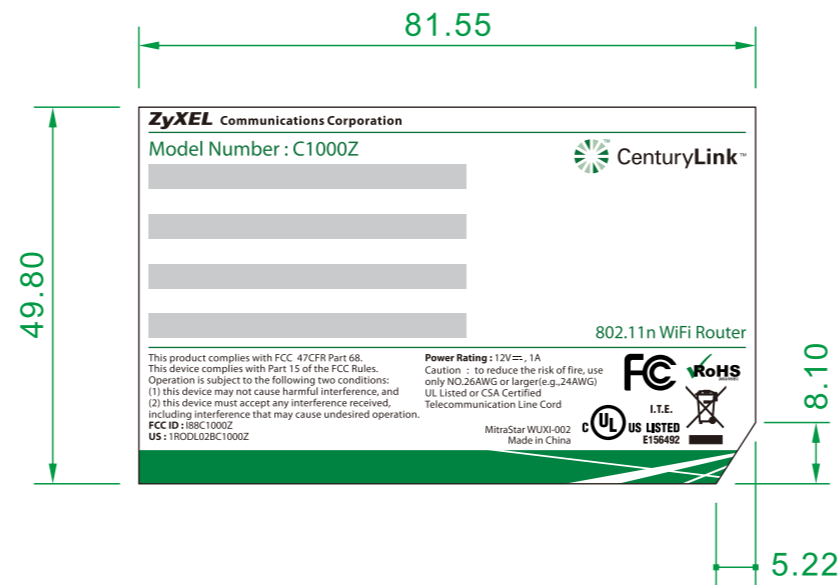 81.55
ZyXEL Communications Corporation
Model Number : C1000Z
CenturyLink™
49.80
802.11n WiFi Router
This product complies with FCC 47CFR Part 68.
This device complies with Part 15 of the FCC Rules.
Operation is subject to the following two conditions:
(1) this device may not cause harmful interference, and
(2) this device must accept any interference received,
including interference that may cause undesired operation.
FCC ID : I88C1000Z
US : 1RODL02BC1000Z
Power Rating : 12V⎓, 1A
Caution : to reduce the risk of fire, use
only NO.26AWG or larger(e.g.,24AWG)
UL Listed or CSA Certified
Telecommunication Line Cord
MitraStar WUXI-002
Made in China
FC
RoHS
I.T.E.
C UL US LISTED
E156492
8.10
5.22